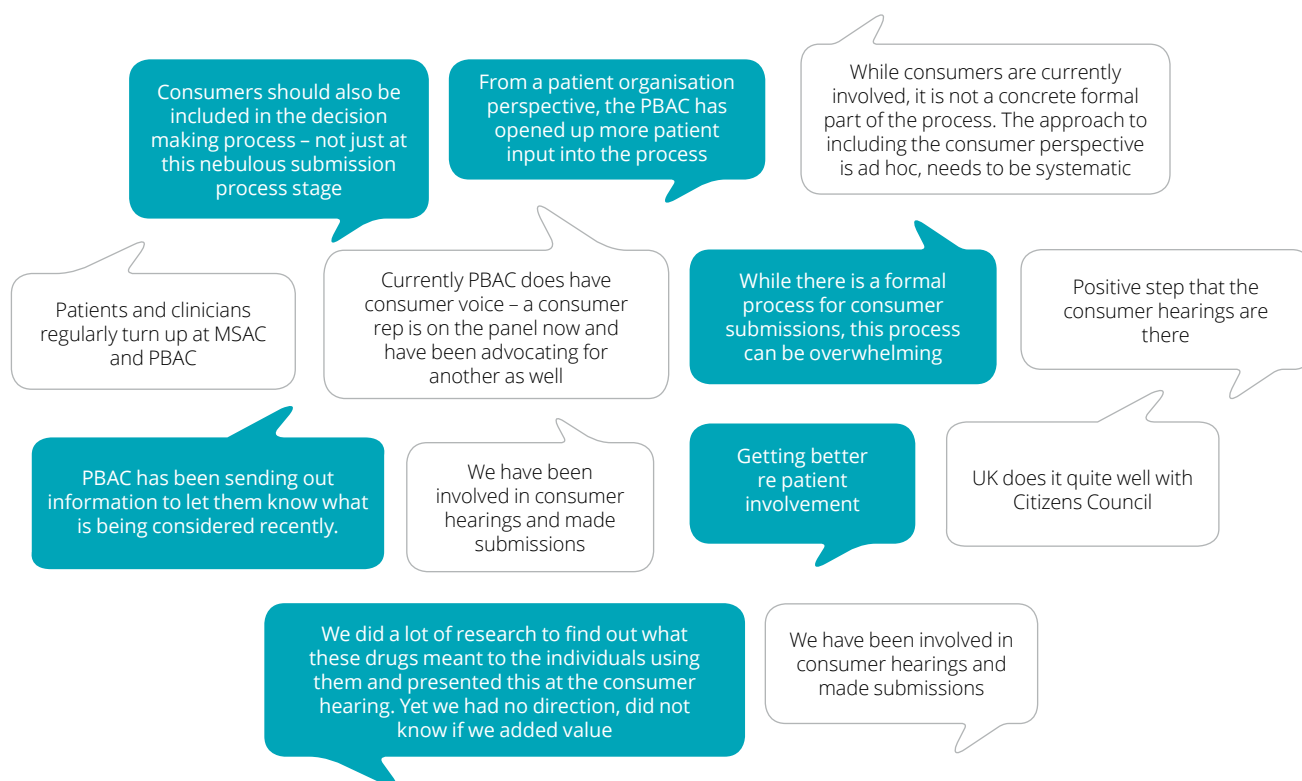 Consumers should also be
included in the decision
making process – not just at
this nebulous submission
process stage
From a patient organisation
perspective, the PBAC has
opened up more patient
input into the process
While consumers are currently
involved, it is not a concrete formal
part of the process. The approach to
including the consumer perspective
is ad hoc, needs to be systematic
Patients and clinicians
regularly turn up at MSAC
and PBAC
Currently PBAC does have
consumer voice – a consumer
rep is on the panel now and
have been advocating for
another as well
While there is a formal
process for consumer
submissions, this process
can be overwhelming
Positive step that the
consumer hearings are
there
PBAC has been sending out
information to let them know what
is being considered recently.
We have been
involved in consumer
hearings and made
submissions
Getting better
re patient
involvement
UK does it quite well with
Citizens Council
We did a lot of research to find out what
these drugs meant to the individuals using
them and presented this at the consumer
hearing. Yet we had no direction, did not
know if we added value
We have been involved in
consumer hearings and
made submissions